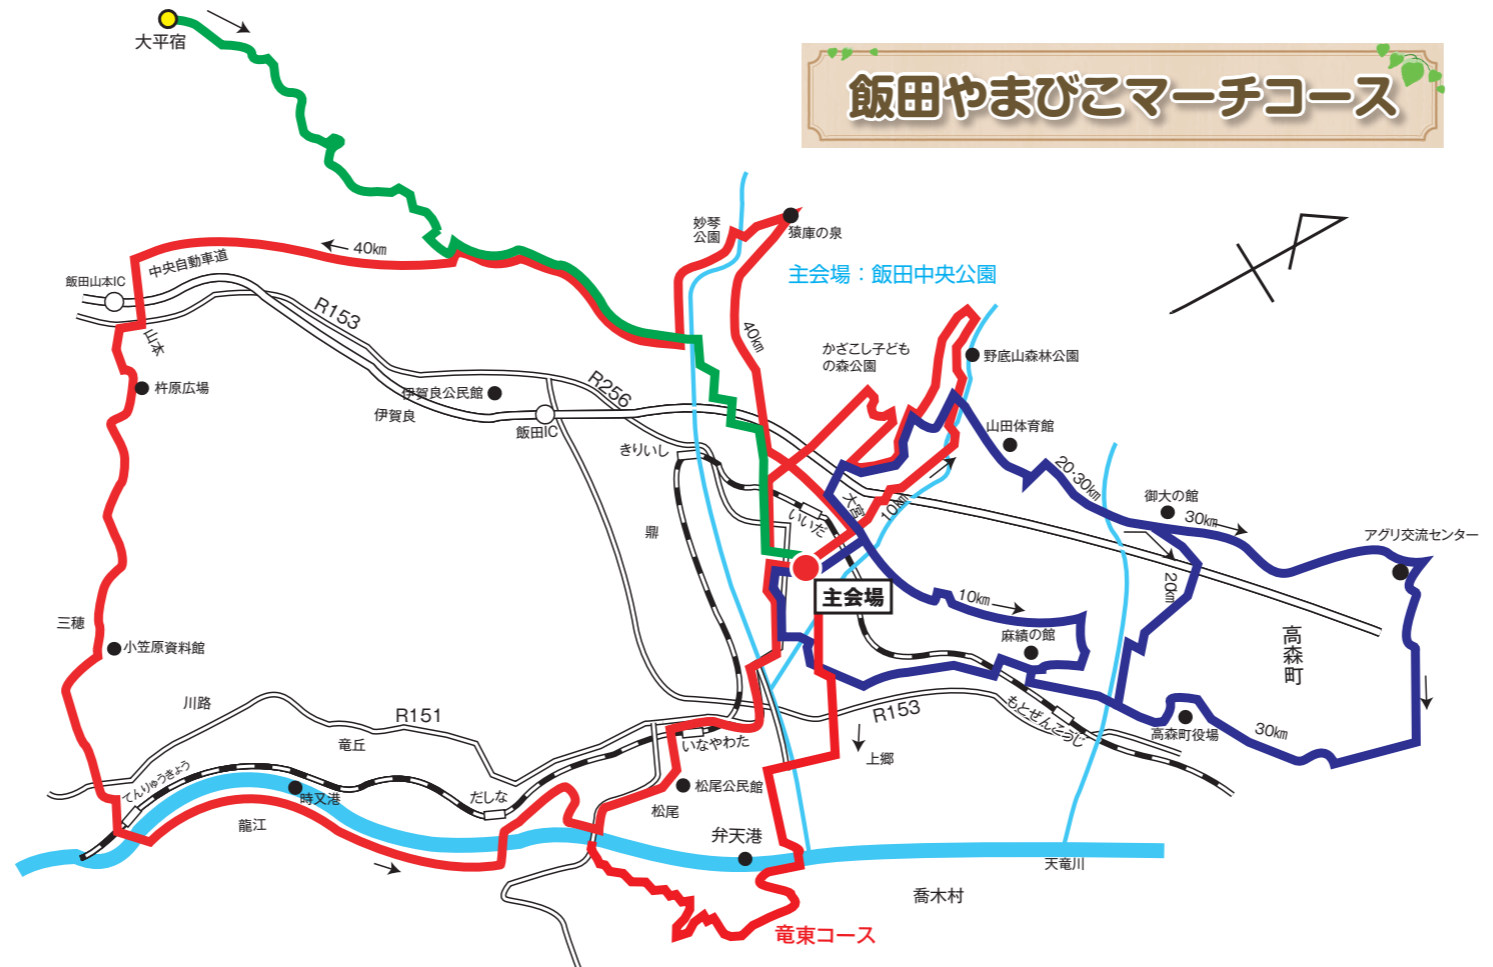 大平宿
飯田やまびこマーチコース
妙琴
公園
猿庫の泉
40㎞
中央自動車道
飯田山本IC
主会場：飯田中央公園
R153
山本
40㎞
かざこし子ども
の森公園
野底山森林公園
杵原広場
伊賀良公民館
伊賀良
R256
飯田IC
山田体育館
きりいし
20・30㎞
御大の館
30㎞
アグリ交流センター
大宮
10㎞
いいだ
鼎
20㎞
主会場
10㎞
麻績の館
三穂
小笠原資料館
高森町
川路
R151
竜丘
R153
もとぜんこうじ
高森町役場
30㎞
いなやわた
上郷
てんりゅうきょう
時又港
だしな
松尾公民館
松尾
龍江
弁天港
天竜川
喬木村
竜東コース